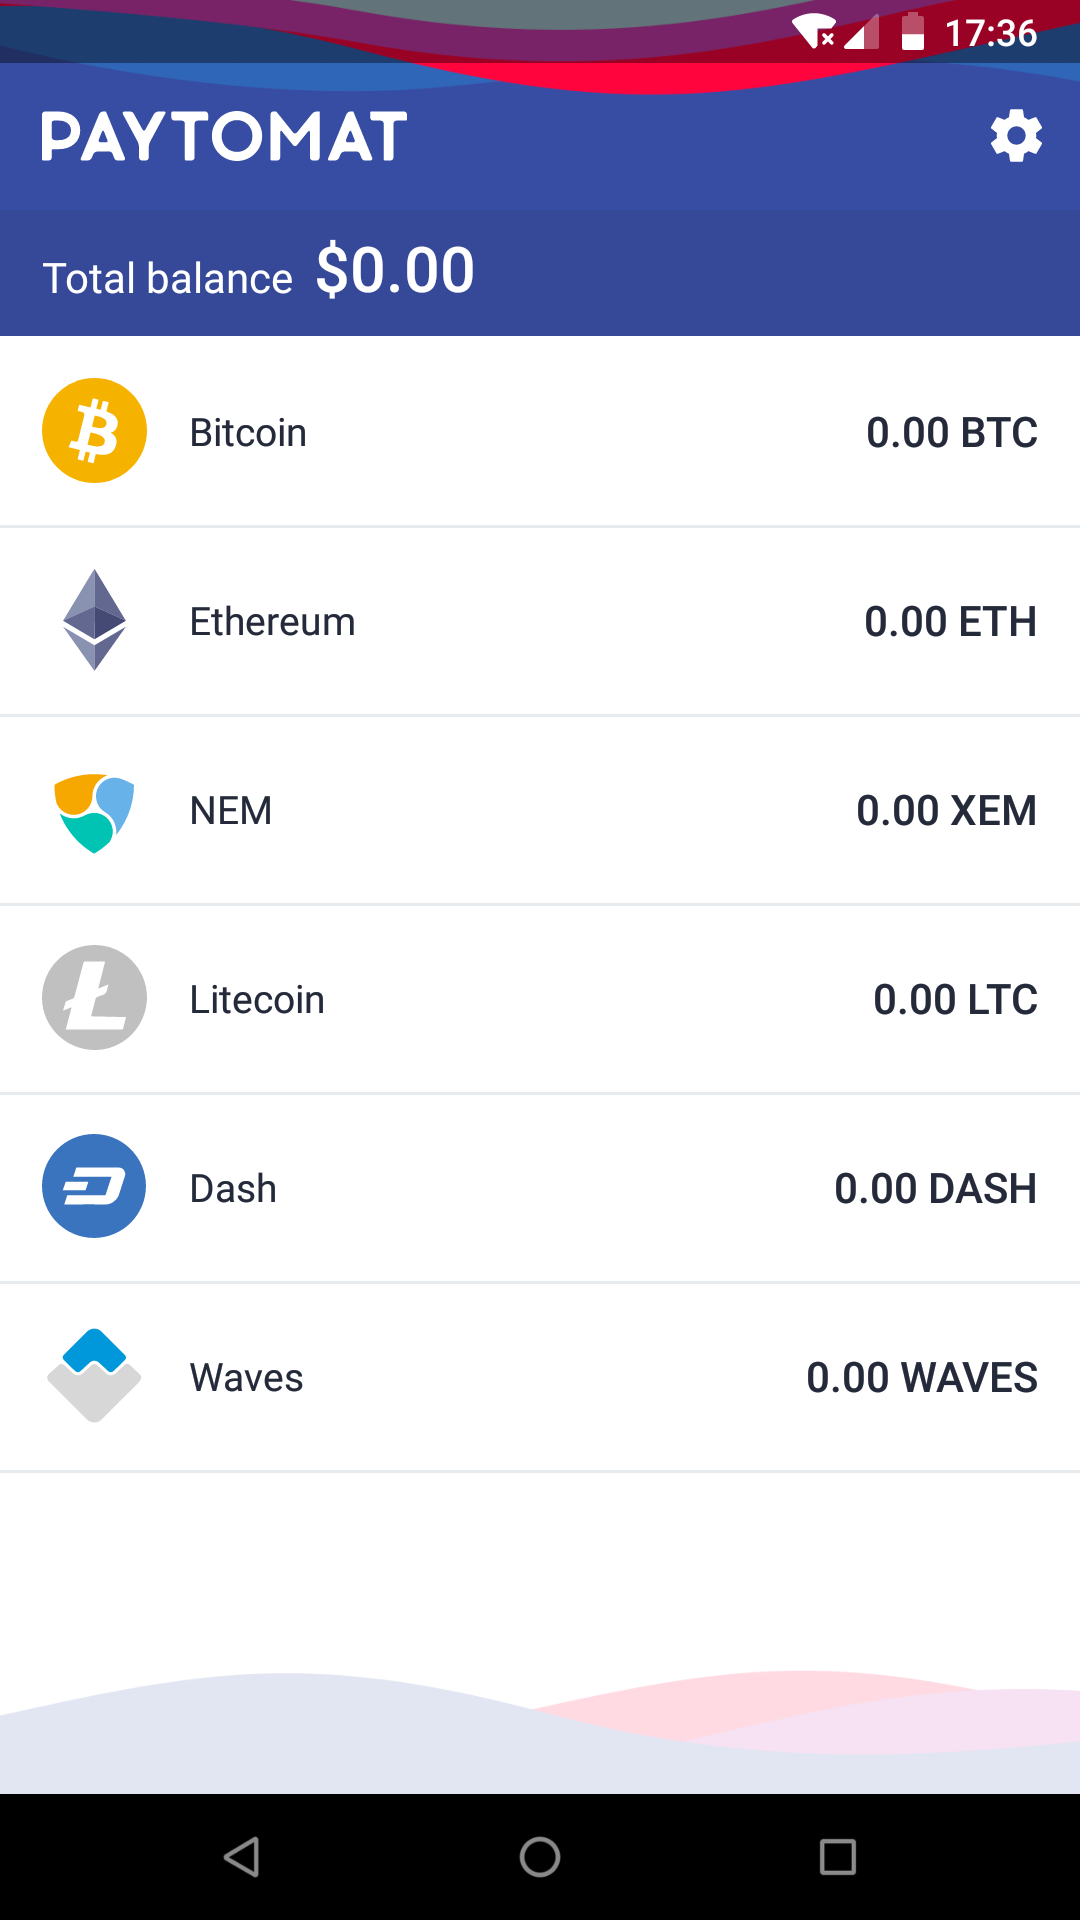 17:36
PAYTOMAT
Total balance $0.00
Bitcoin 0.00 BTC
Ethereum 0.00 ETH
NEM 0.00 XEM
Litecoin 0.00 LTC
Dash 0.00 DASH
Waves 0.00 WAVES